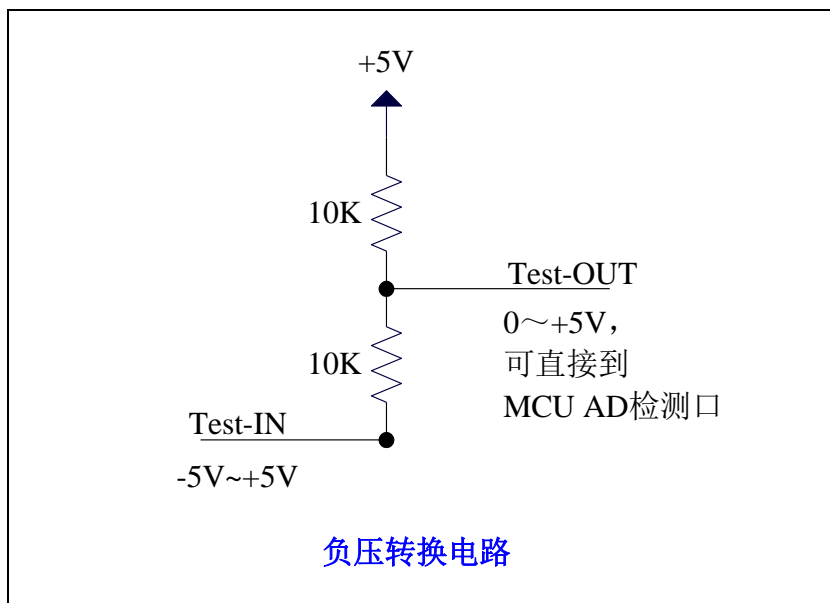 +5V
10K
Test-OUT
0～+5V，
可直接到
MCU AD检测口
10K
Test-IN
-5V~+5V
负压转换电路